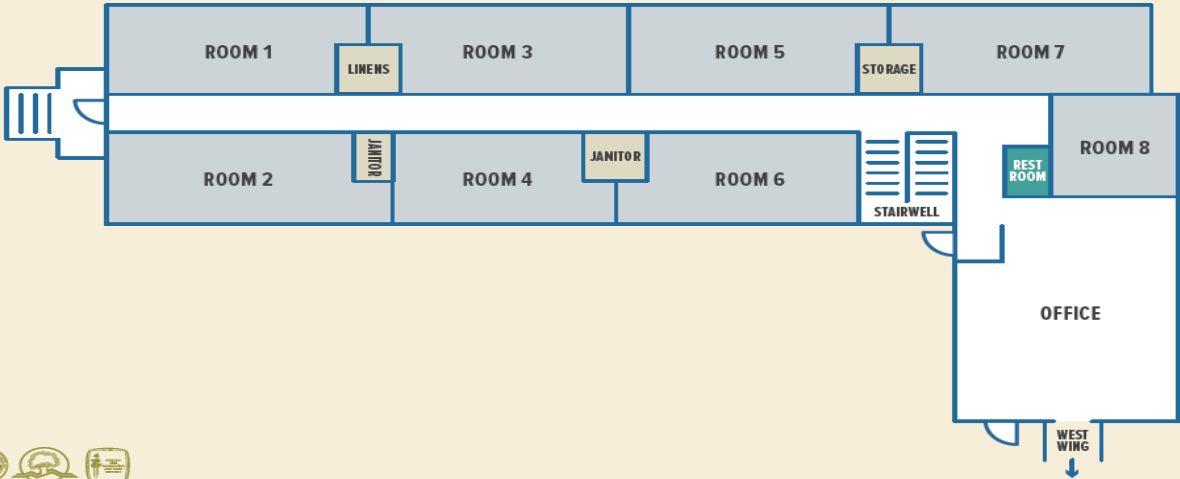 ROOM 1
ROOM 3
ROOM 5
ROOM 7
LINENS
STORAGE
ROOM 8
ROOM 2
JANITOR
ROOM 4
JANITOR
ROOM 6
REST
ROOM
STAIRWELL
OFFICE
WEST
WING